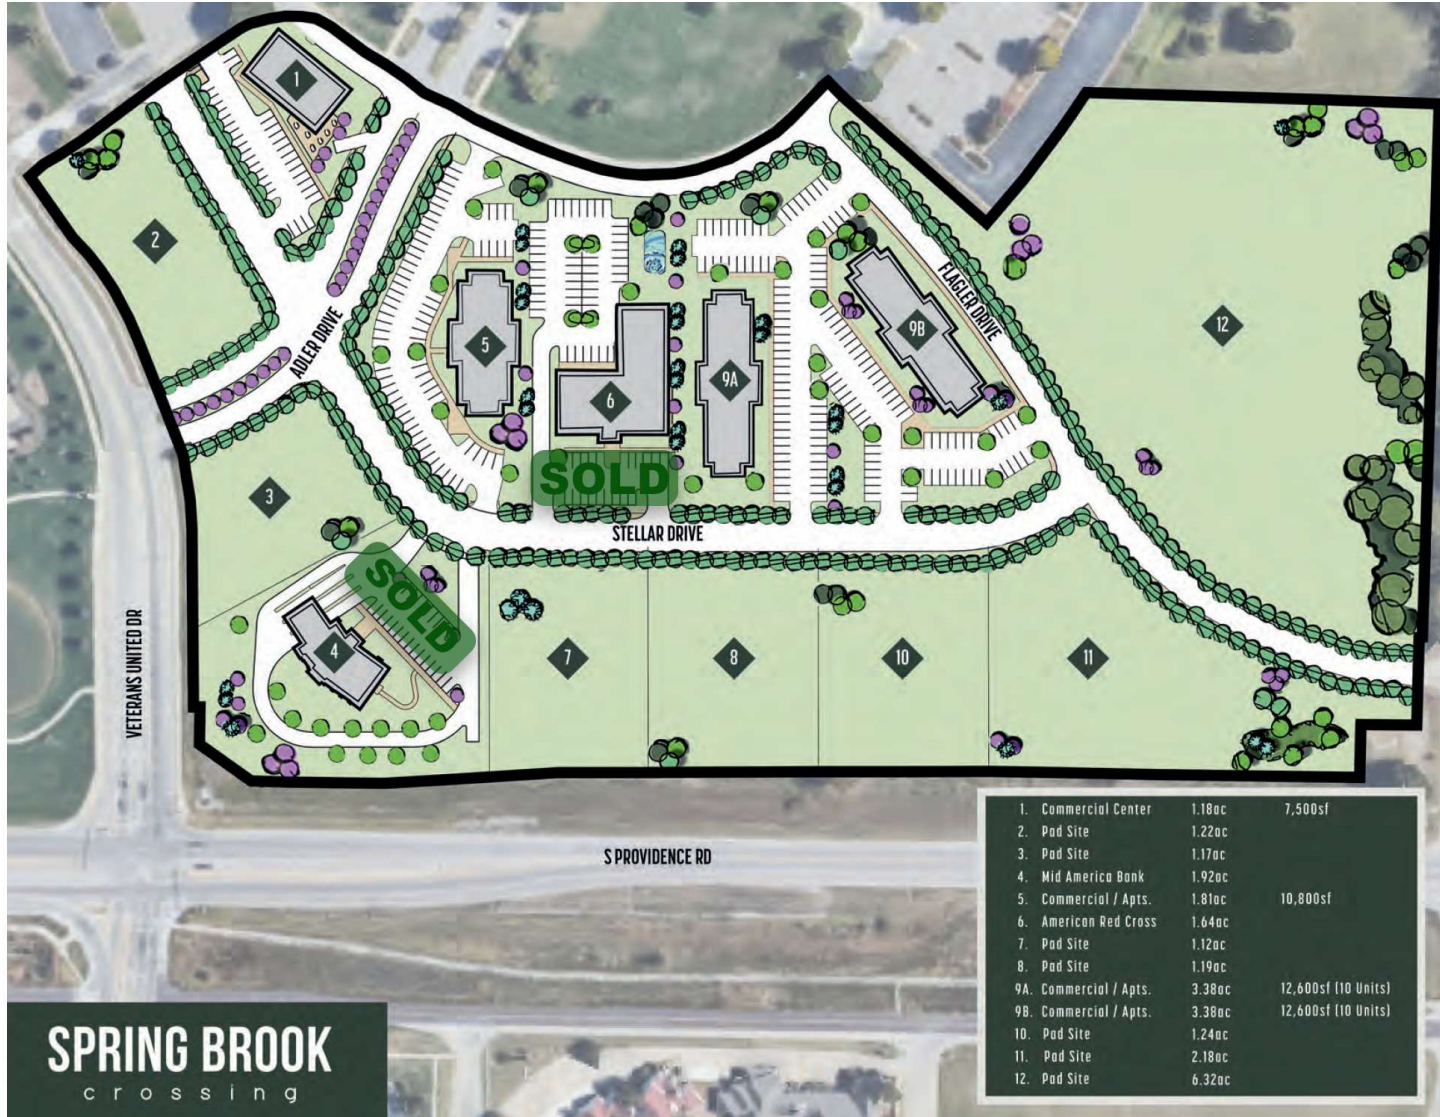 1
2
ADLER DRIVE
FLAGLER DRIVE
12
5
9B
9A
6
3
SOLD
STELLAR DRIVE
SOLD
4
7
8
10
11
VETERANS UNITED DR
S PROVIDENCE RD
1. Commercial Center 1.18ac 7,500sf
2. Pad Site 1.22ac
3. Pad Site 1.17ac
4. Mid America Bank 1.92ac
5. Commercial / Apts. 1.81ac 10,800sf
6. American Red Cross 1.64ac
7. Pad Site 1.12ac
8. Pad Site 1.19ac
9A. Commercial / Apts. 3.38ac 12,600sf (10 Units)
9B. Commercial / Apts. 3.38ac 12,600sf (10 Units)
10. Pad Site 1.24ac
11. Pad Site 2.18ac
12. Pad Site 6.32ac
SPRING BROOK
crossing